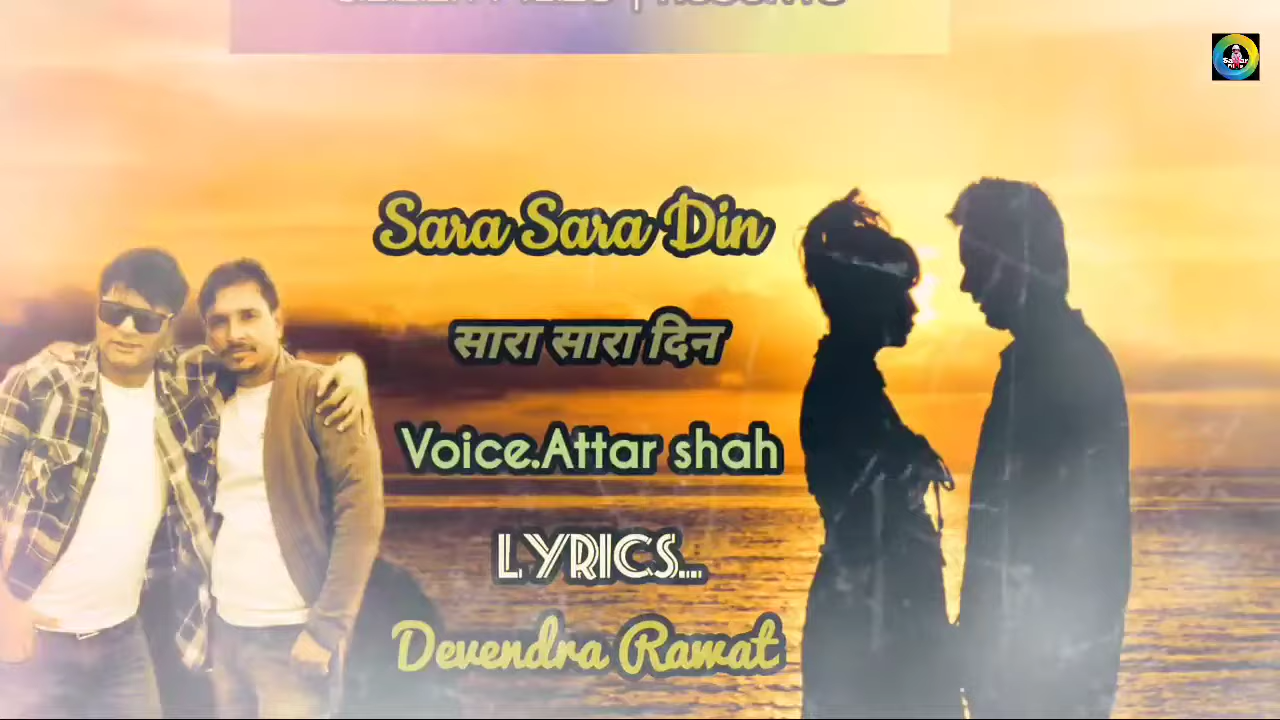 Sara Sara Din
सारा सारा दिन
Voice.Attar shah
LYRICS....
Devendra Rawat